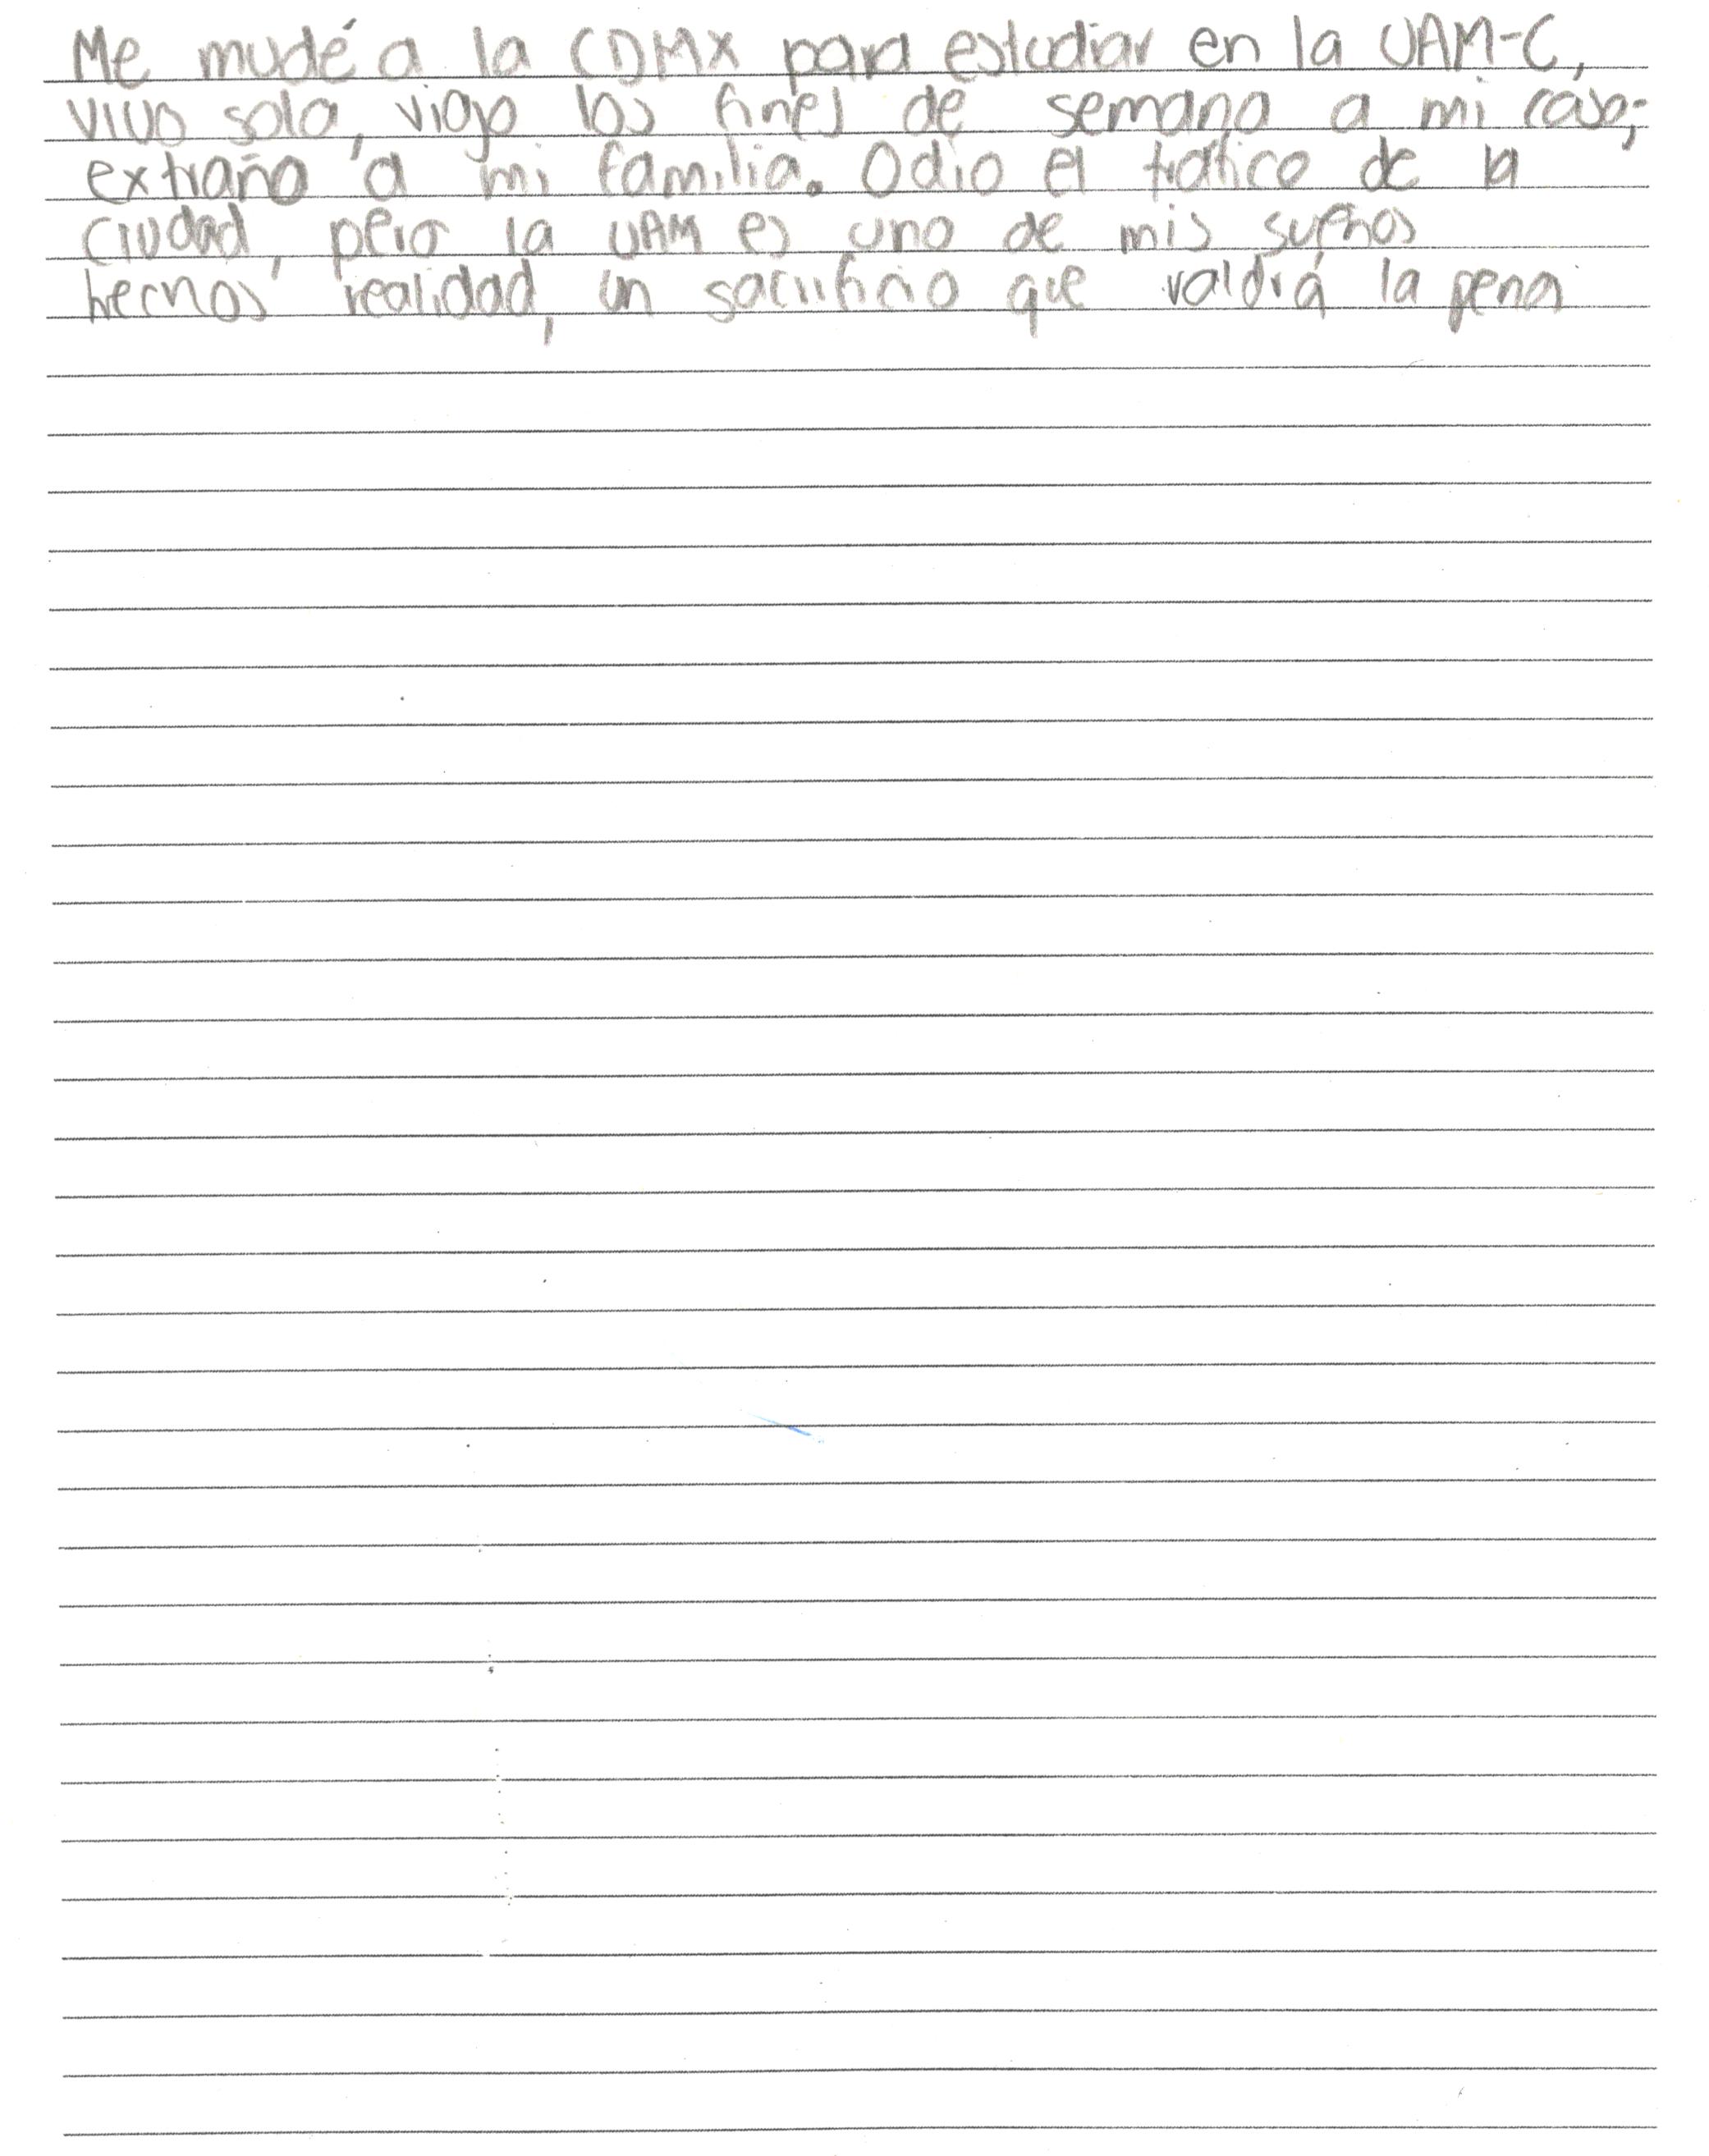 Me mudé a la CDMX para estudiar en la UAM-C,
vivo sola, viajo los fines de semana a mi casa;
extraño a mi familia. Odio el tráfico de la
ciudad, pero la UAM es uno de mis sueños
hechos realidad, un sacrificio que valdrá la pena